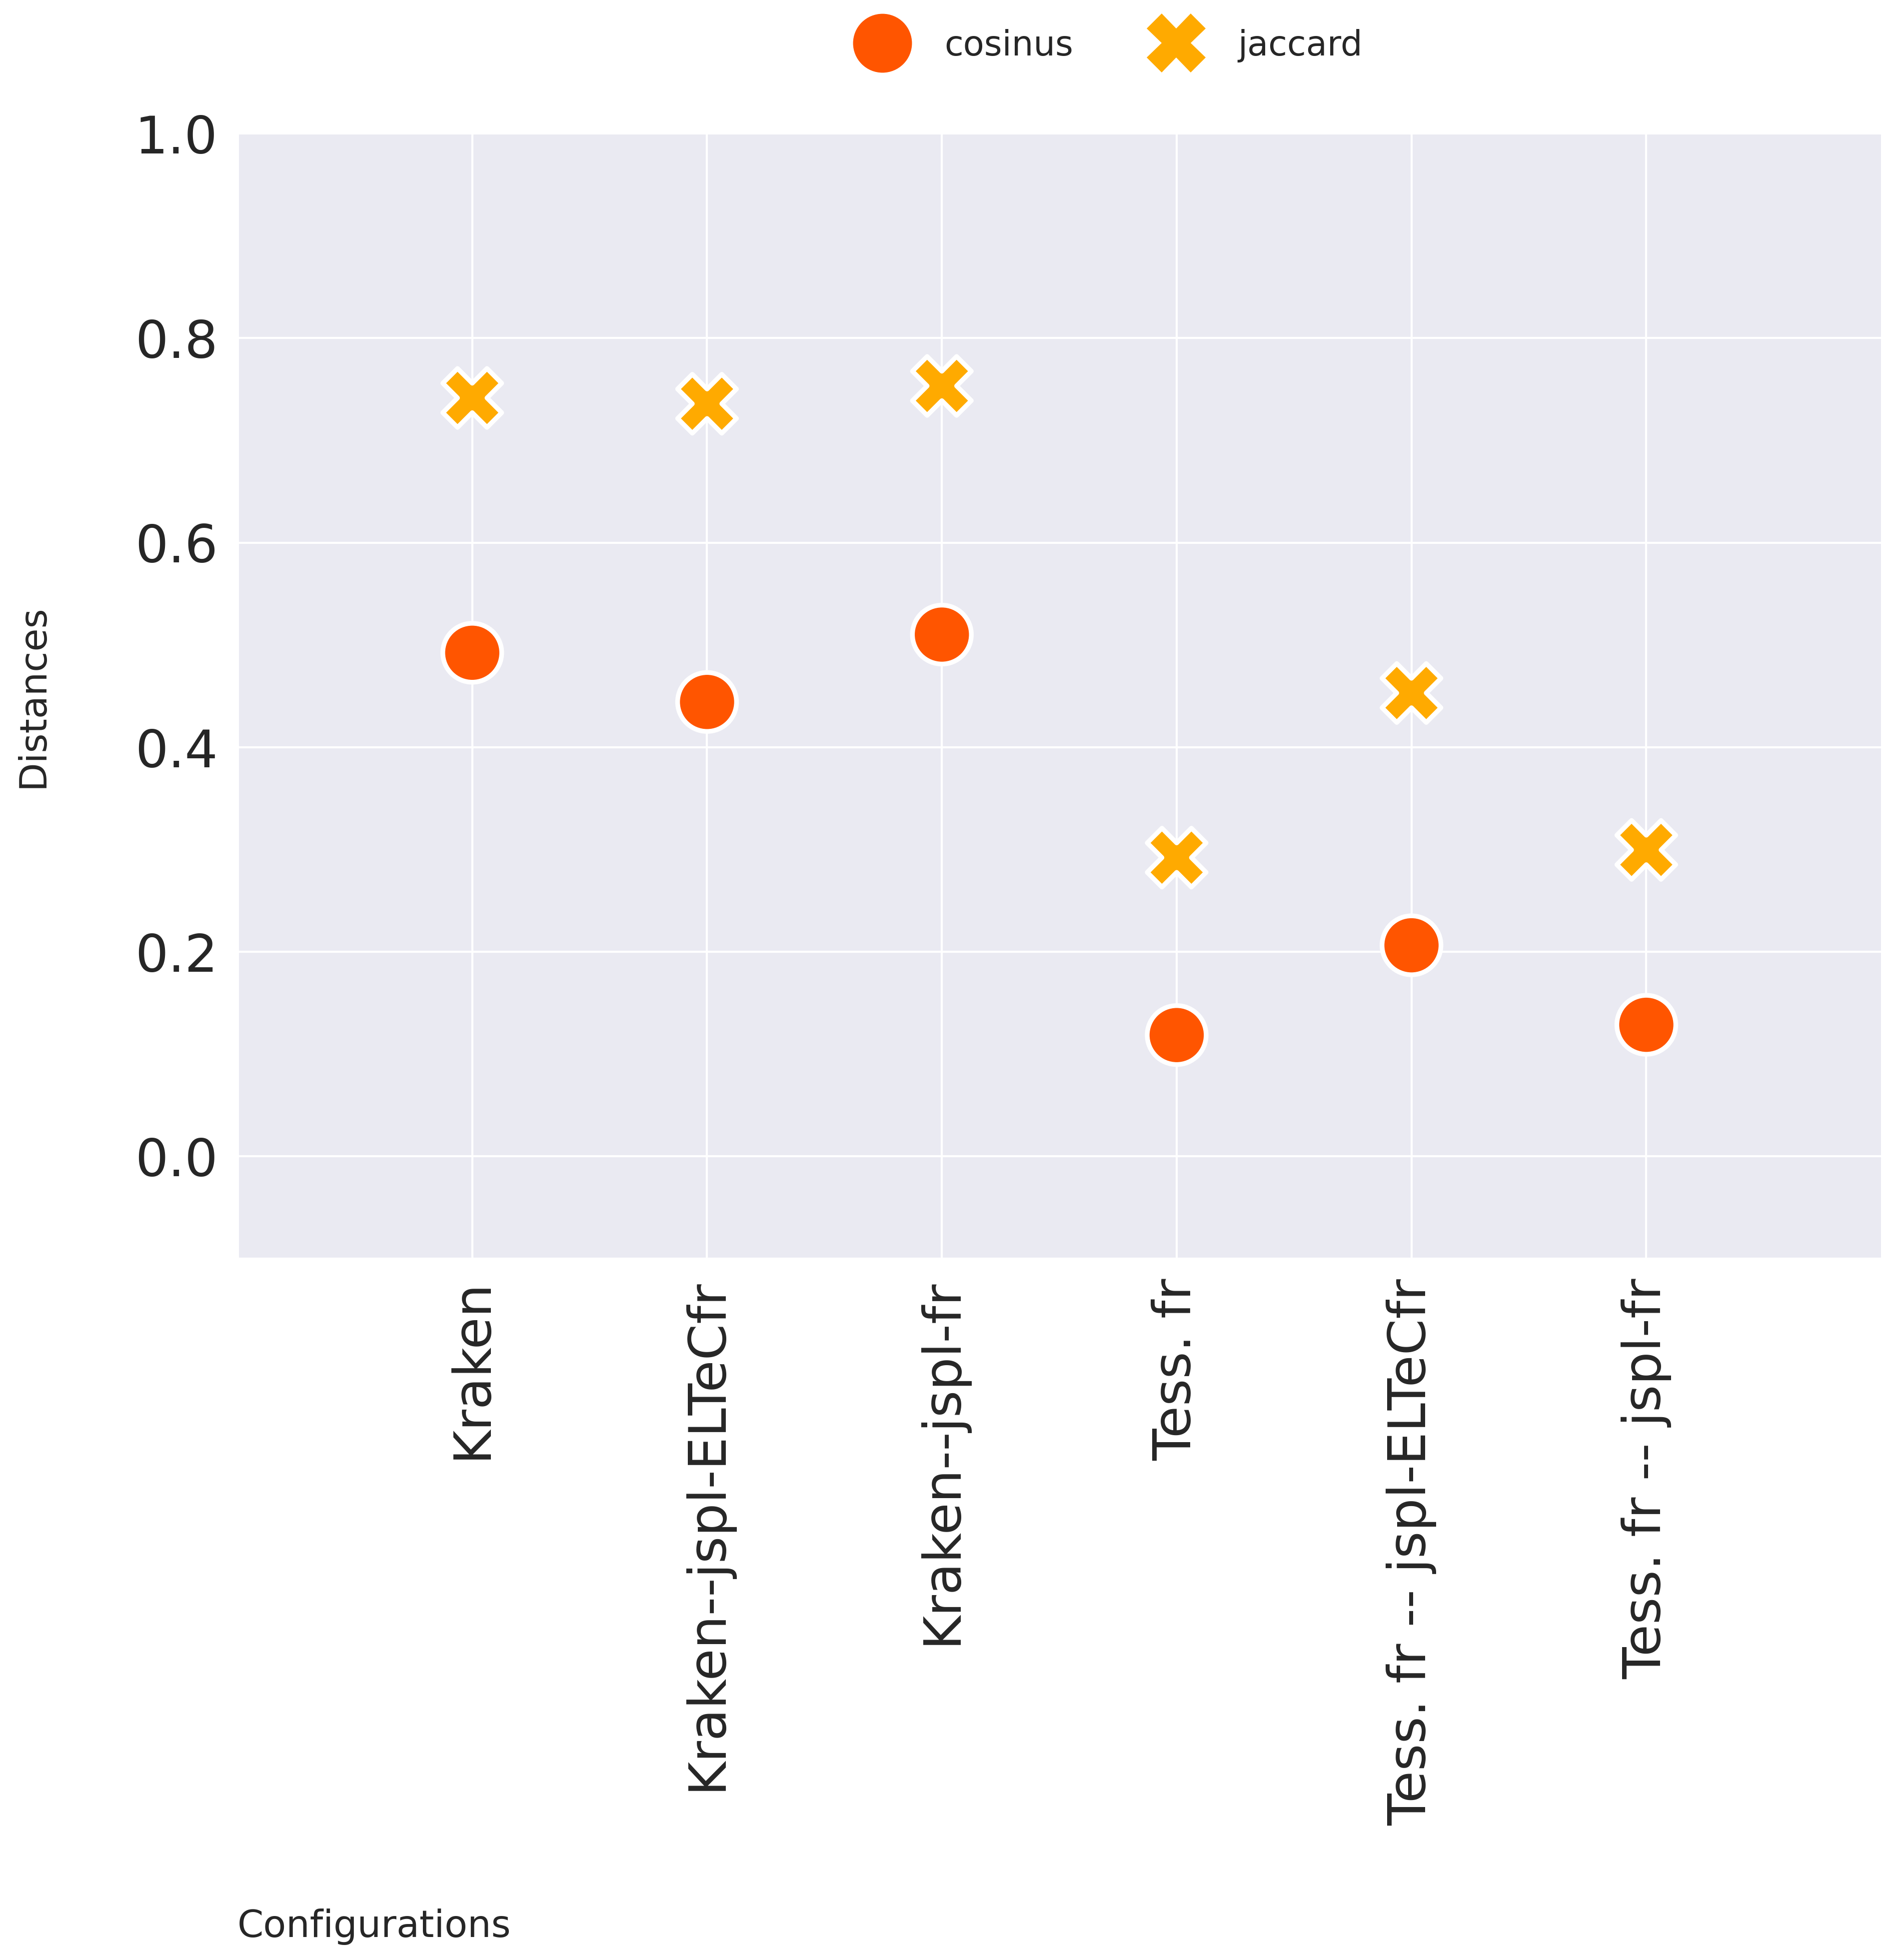 cosinus jaccard
1.0
0.8
0.6
0.4
0.2
0.0
Distances
Kraken
Kraken--jspl-ELTeCfr
Kraken--jspl-fr
Tess. fr
Tess. fr -- jspl-ELTeCfr
Tess. fr -- jspl-fr
Configurations